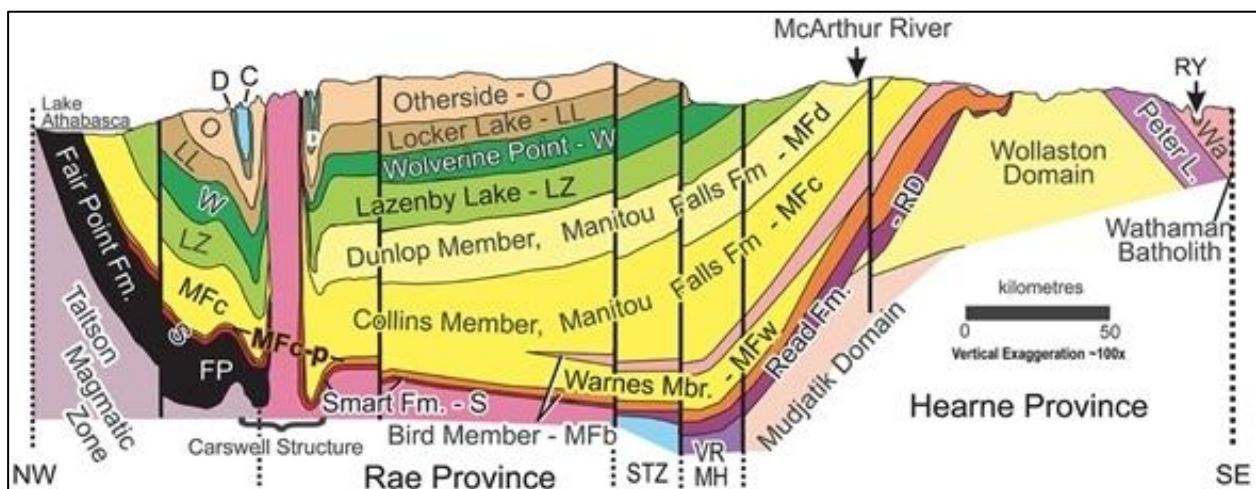 McArthur River
D C
RY
Lake
Athabasca
Otherside - O
Locker Lake - LL
Wolverine Point - W
Lazenby Lake - LZ
Dunlop Member, Manitou Falls Fm - MFd
Collins Member, Manitou Falls Fm - MFc
Warnes Mbr. - MFw
Read Fm. - RD
Smart Fm. - S
Bird Member - MFb
O
LL
W
LZ
MFc
S
MFc-p
FP
Fair Point Fm.
Taltson
Magmatic
Zone
Carswell Structure
Wollaston
Domain
Peter L.
Wa
Wathaman
Batholith
Mudjatik Domain
kilometres
0 50
Vertical Exaggeration ~100x
Hearne Province
VR
MH
STZ
Rae Province
NW
SE